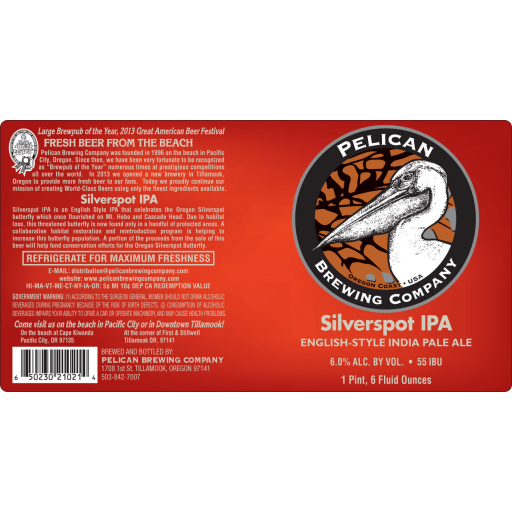 Large Brewpub of the Year, 2013 Great American Beer Festival
FRESH BEER FROM THE BEACH
Pelican Brewing Company was founded in 1996 on the beach in Pacific
City, Oregon. Since then, we have been very fortunate to be recognized
as "Brewpub of the Year" numerous times at prestigious competitions
all over the world. In 2013 we opened a new brewery in Tillamook,
Oregon to provide more fresh beer to our fans. Today we proudly continue our
mission of creating World-Class Beers using only the finest ingredients available.
Silverspot IPA
Silverspot IPA is an English Style IPA that celebrates the Oregon Silverspot
butterfly which once flourished on Mt. Hebo and Cascade Head. Due to habitat
loss, this threatened butterfly is now found only in a handful of protected areas. A
collaborative habitat restoration and reintroduction program is helping to
increase this butterfly population. A portion of the proceeds from the sale of this
beer will help fund conservation efforts for the Oregon Silverspot Butterfly.
REFRIGERATE FOR MAXIMUM FRESHNESS
E-MAIL: distribution@pelicanbrewingcompany.com
website: www.pelicanbrewingcompany.com
HI-MA-VT-ME-CT-NY-IA-OR: 5¢ MI 10¢ DEP CA REDEMPTION VALUE
GOVERNMENT WARNING: (1) ACCORDING TO THE SURGEON GENERAL, WOMEN SHOULD NOT DRINK ALCOHOLIC
BEVERAGES DURING PREGNANCY BECAUSE OF THE RISK OF BIRTH DEFECTS. (2) CONSUMPTION OF ALCOHOLIC
BEVERAGES IMPAIRS YOUR ABILITY TO DRIVE A CAR OR OPERATE MACHINERY, AND MAY CAUSE HEALTH PROBLEMS.
Come visit us on the beach in Pacific City or in Downtown Tillamook!
On the beach at Cape Kiwanda
Pacific City, OR 97135
At the corner of First & Stillwell
Tillamook OR, 97141
6 50230 21021 4
BREWED AND BOTTLED BY:
PELICAN BREWING COMPANY
1708 1st St. TILLAMOOK, OREGON 97141
503-842-7007
PELICAN
BREWING COMPANY
OREGON COAST • USA
Silverspot IPA
ENGLISH-STYLE INDIA PALE ALE
6.0% ALC. BY VOL. • 55 IBU
1 Pint, 6 Fluid Ounces